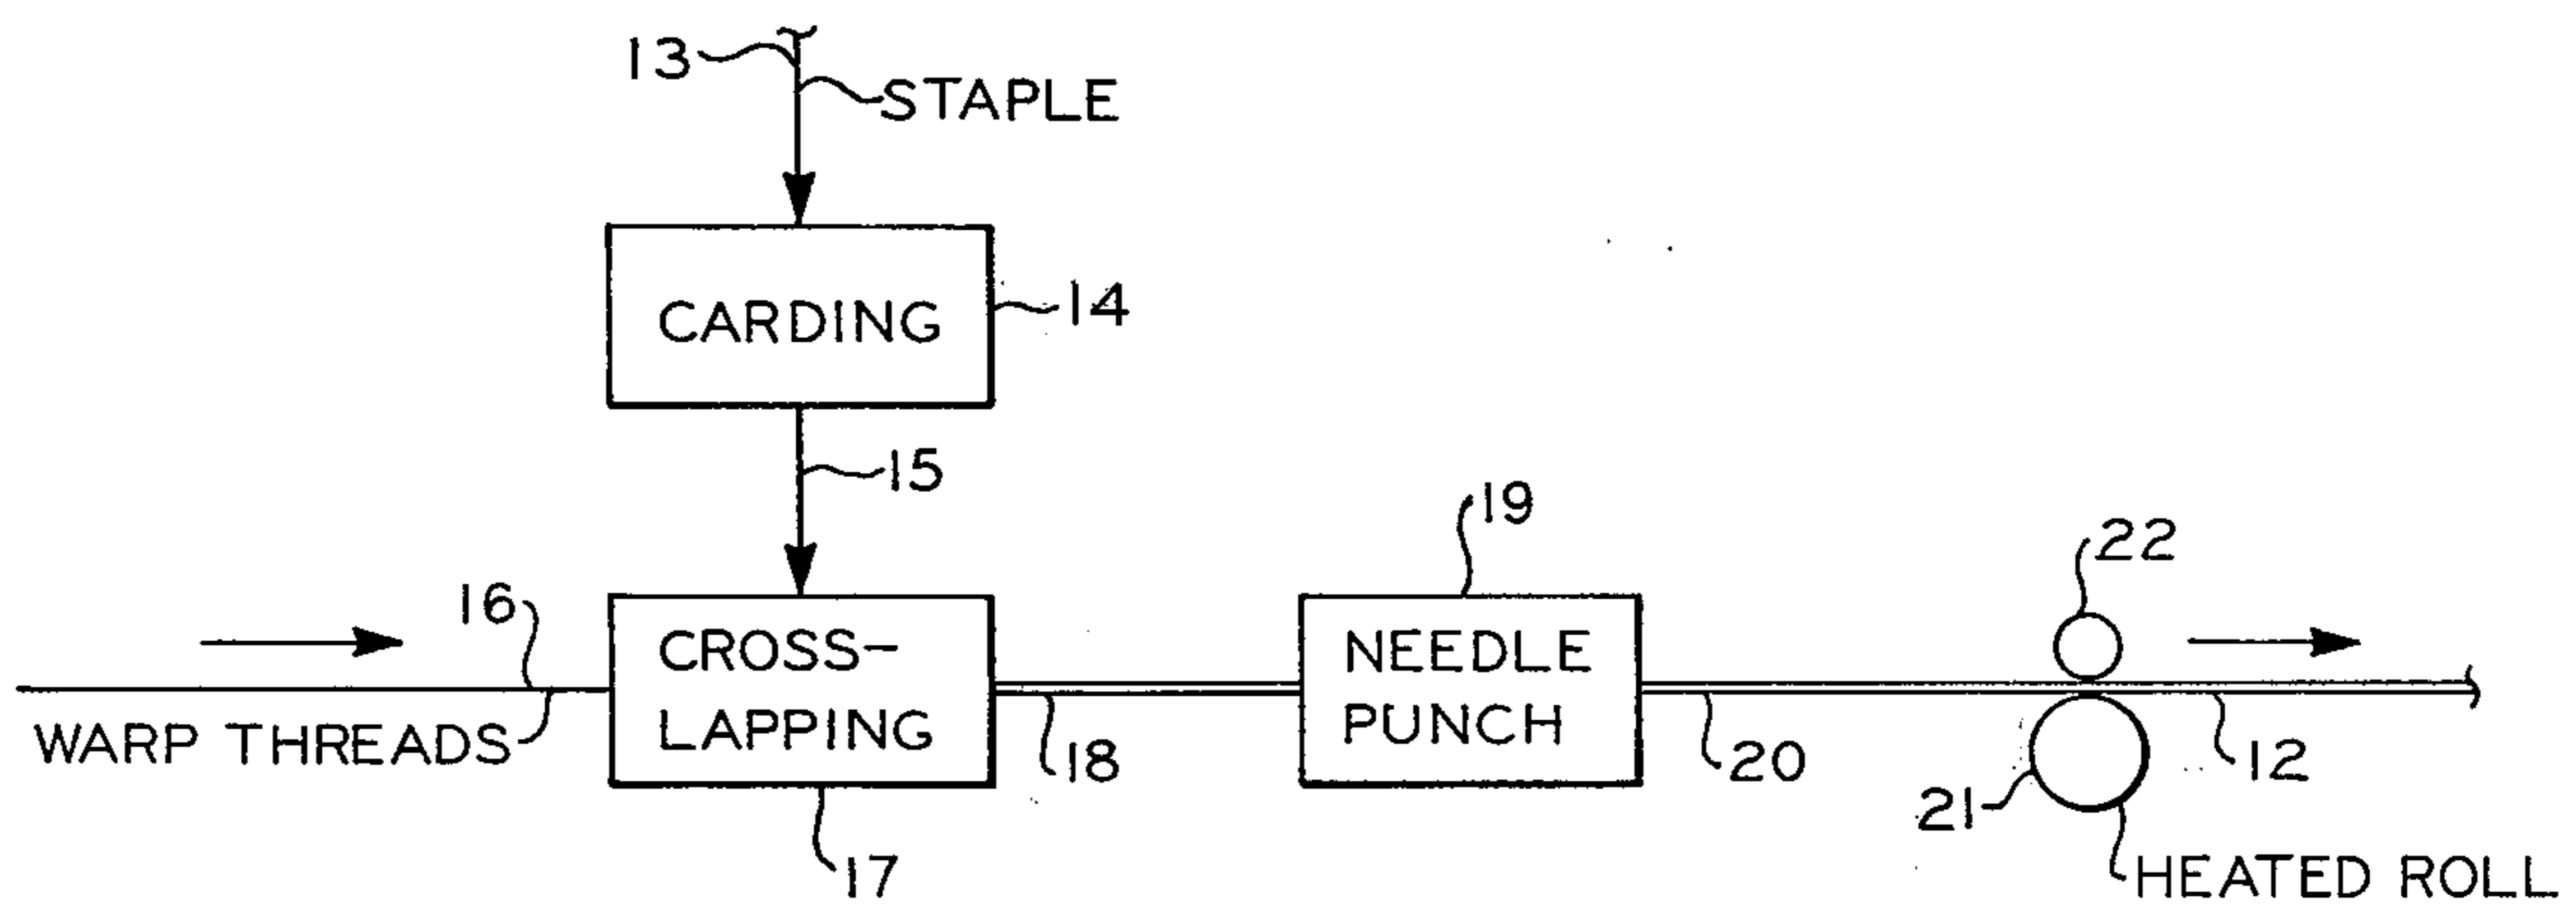 13
STAPLE
CARDING
14
15
16
WARP THREADS
CROSS-
LAPPING
17
18
19
NEEDLE
PUNCH
20
22
21
12
HEATED ROLL